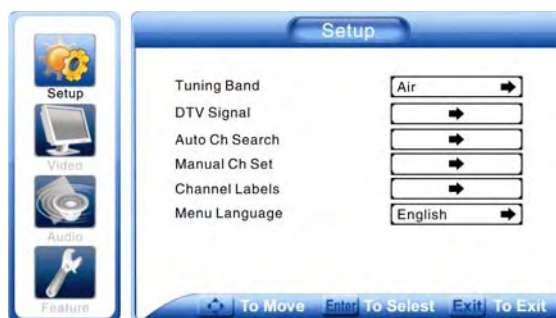 Setup
Video
Audio
Feature
Setup
Tuning Band Air
DTV Signal
Auto Ch Search
Manual Ch Set
Channel Labels
Menu Language English
To Move Enter To Selest Exit To Exit